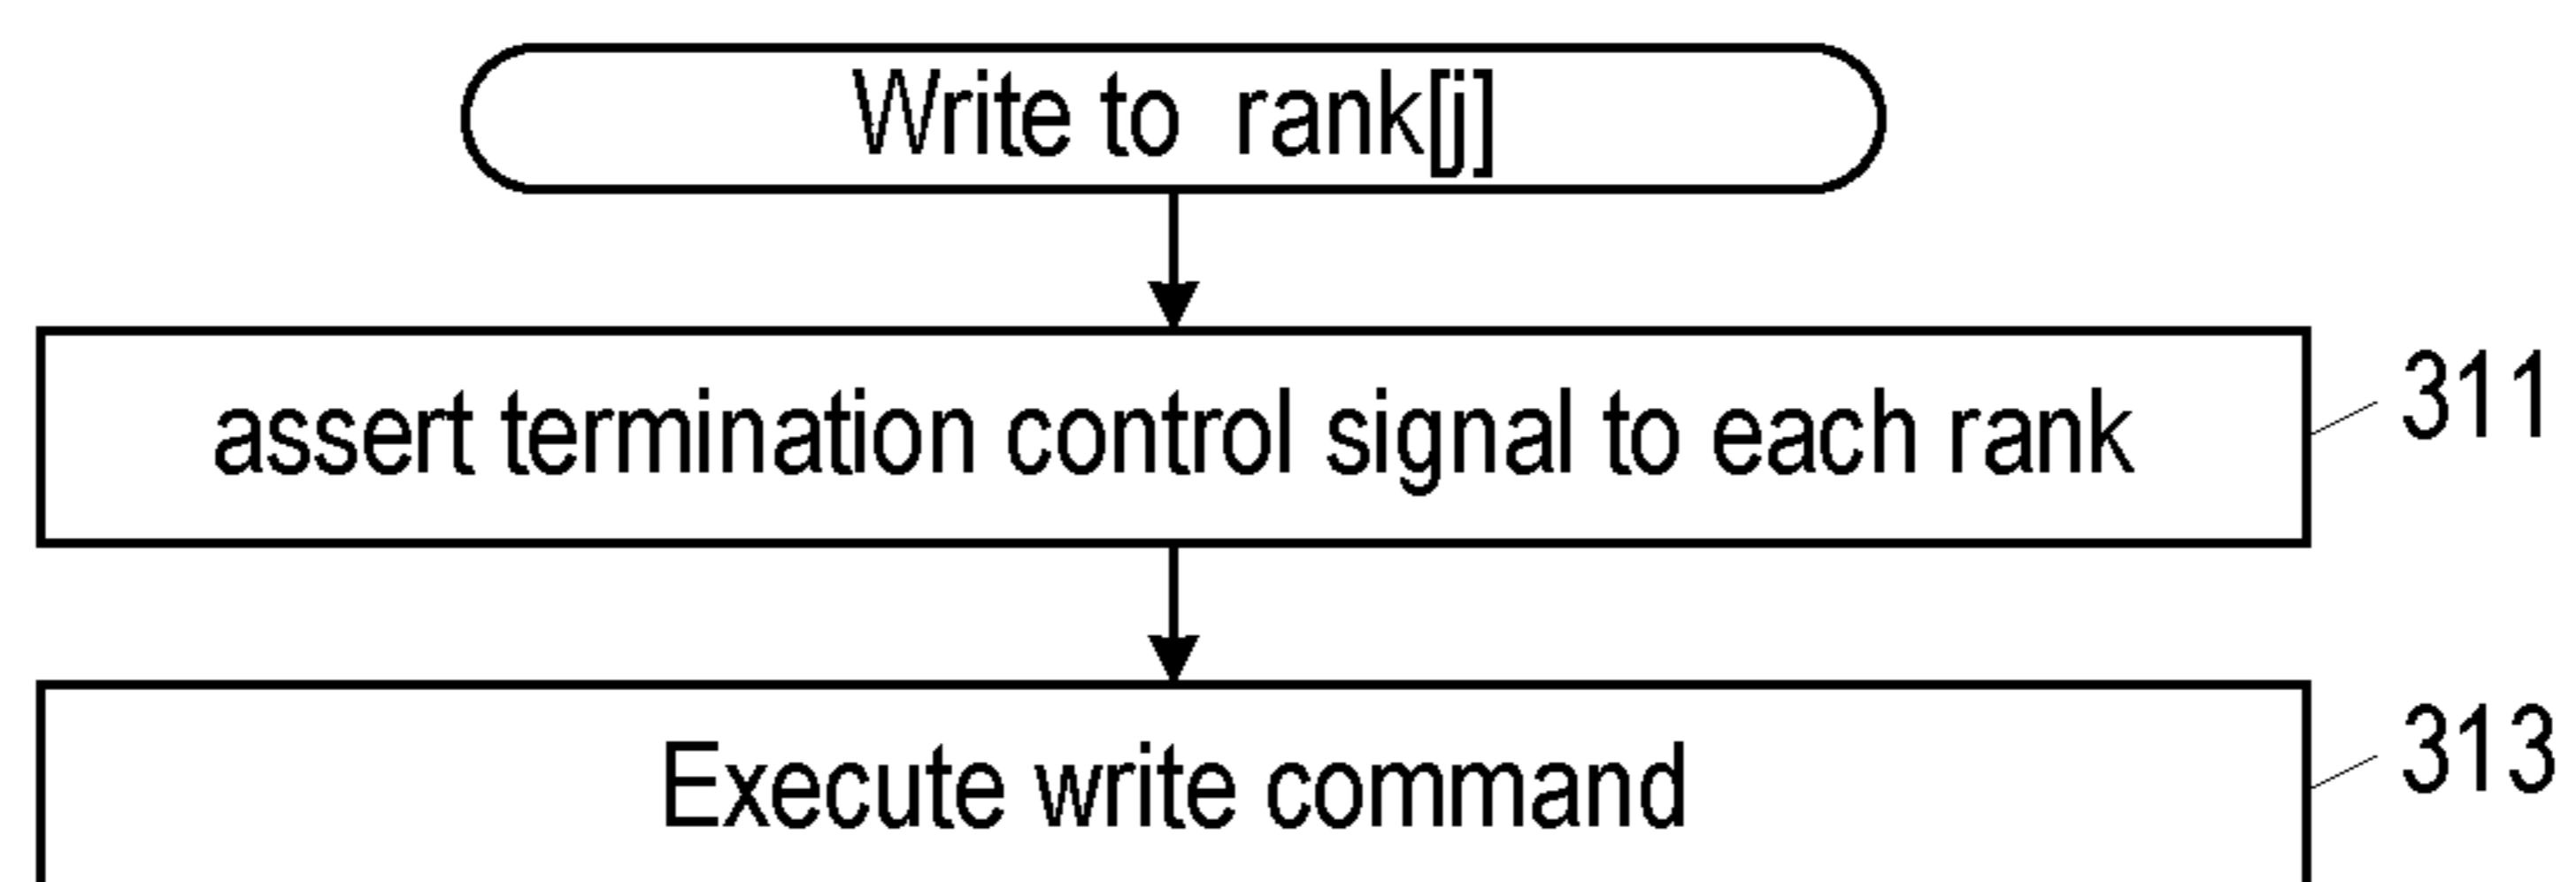 Write to rank[j]
assert termination control signal to each rank
311
Execute write command
313